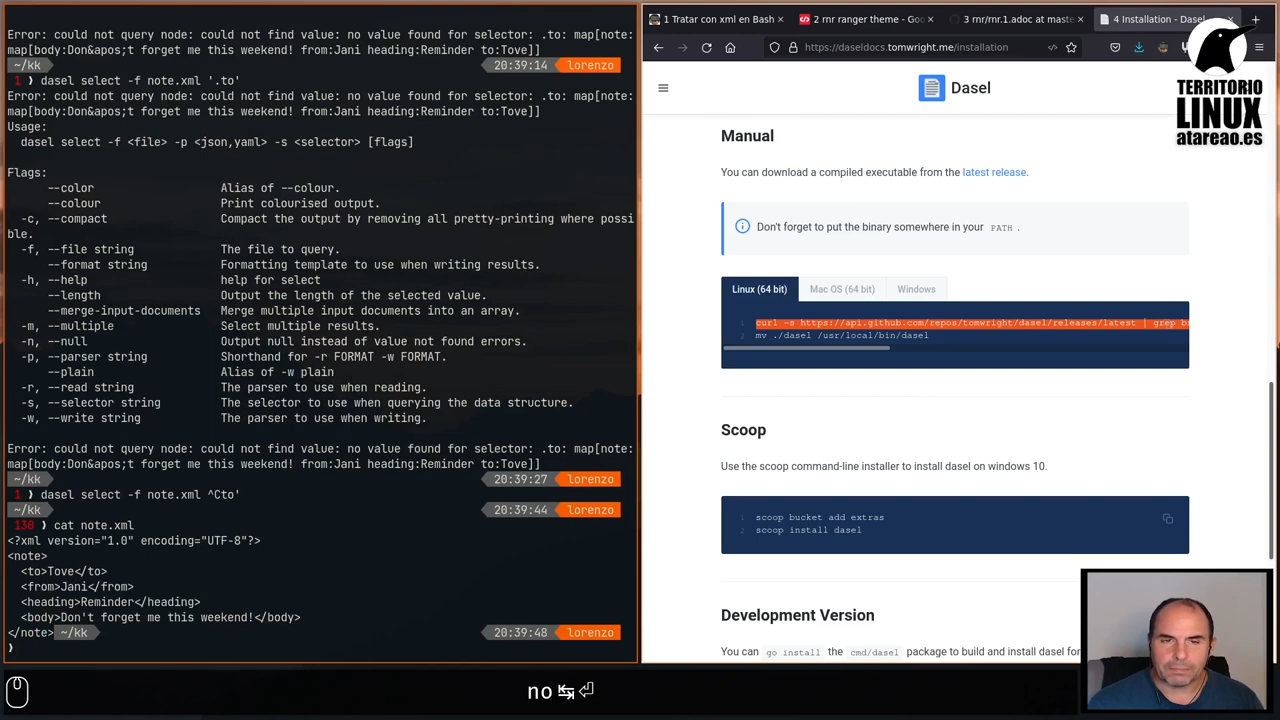 Error: could not query node: could not find value: no value found for selector: .to: map[note:
map[body:Don&apos;t forget me this weekend! from:Jani heading:Reminder to:Tove]]
~/kk 20:39:14 lorenzo
1 ❯ dasel select -f note.xml '.to'
Error: could not query node: could not find value: no value found for selector: .to: map[note:
map[body:Don&apos;t forget me this weekend! from:Jani heading:Reminder to:Tove]]
Usage:
dasel select -f <file> -p <json,yaml> -s <selector> [flags]
Flags:
--color Alias of --colour.
--colour Print colourised output.
-c, --compact Compact the output by removing all pretty-printing where possi
ble.
-f, --file string The file to query.
--format string Formatting template to use when writing results.
-h, --help help for select
--length Output the length of the selected value.
--merge-input-documents Merge multiple input documents into an array.
-m, --multiple Select multiple results.
-n, --null Output null instead of value not found errors.
-p, --parser string Shorthand for -r FORMAT -w FORMAT.
--plain Alias of -w plain
-r, --read string The parser to use when reading.
-s, --selector string The selector to use when querying the data structure.
-w, --write string The parser to use when writing.
Error: could not query node: could not find value: no value found for selector: .to: map[note:
map[body:Don&apos;t forget me this weekend! from:Jani heading:Reminder to:Tove]]
~/kk 20:39:27 lorenzo
1 ❯ dasel select -f note.xml ^Cto'
~/kk 20:39:44 lorenzo
130 ❯ cat note.xml
<?xml version="1.0" encoding="UTF-8"?>
<note>
<to>Tove</to>
<from>Jani</from>
<heading>Reminder</heading>
<body>Don't forget me this weekend!</body>
</note> ~/kk 20:39:48 lorenzo
❯
1 Tratar con xml en Bash
2 rnr ranger theme - Goo
3 rnr/rnr.1.adoc at maste
4 Installation - Dasel
https://daseldocs.tomwright.me/installation
Dasel
TERRITORIO
LINUX
atareao.es
Manual
You can download a compiled executable from the latest release.
Don't forget to put the binary somewhere in your PATH .
Linux (64 bit) Mac OS (64 bit) Windows
1 curl -s https://api.github.com/repos/tomwright/dasel/releases/latest | grep br
2 mv ./dasel /usr/local/bin/dasel
Scoop
Use the scoop command-line installer to install dasel on windows 10.
1 scoop bucket add extras
2 scoop install dasel
Development Version
You can go install the cmd/dasel package to build and install dasel for
no ↹ ⏎